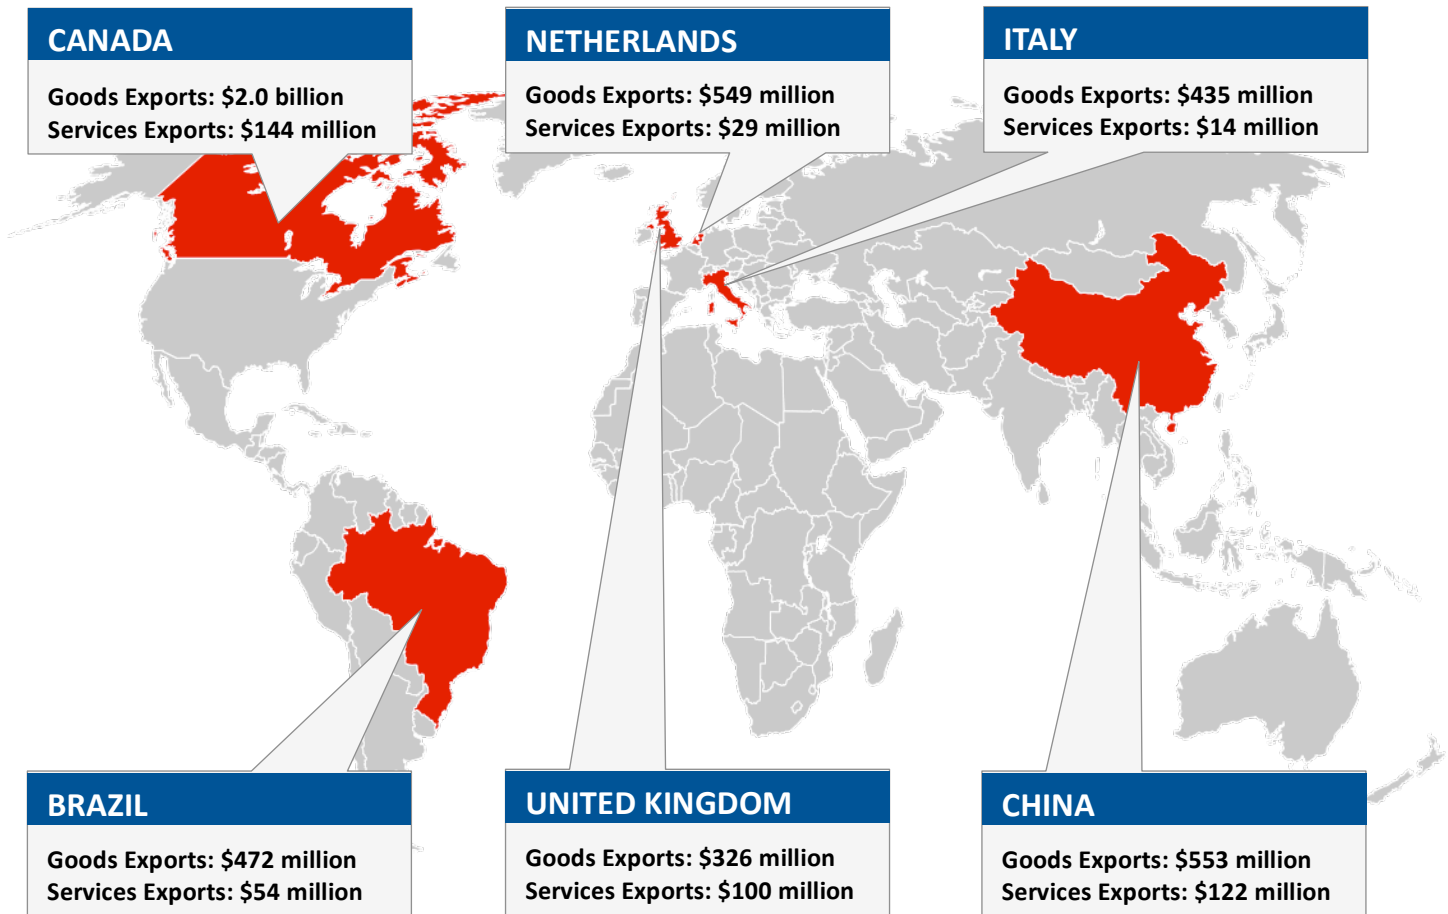 CANADA
Goods Exports: $2.0 billion
Services Exports: $144 million
NETHERLANDS
Goods Exports: $549 million
Services Exports: $29 million
ITALY
Goods Exports: $435 million
Services Exports: $14 million
BRAZIL
Goods Exports: $472 million
Services Exports: $54 million
UNITED KINGDOM
Goods Exports: $326 million
Services Exports: $100 million
CHINA
Goods Exports: $553 million
Services Exports: $122 million